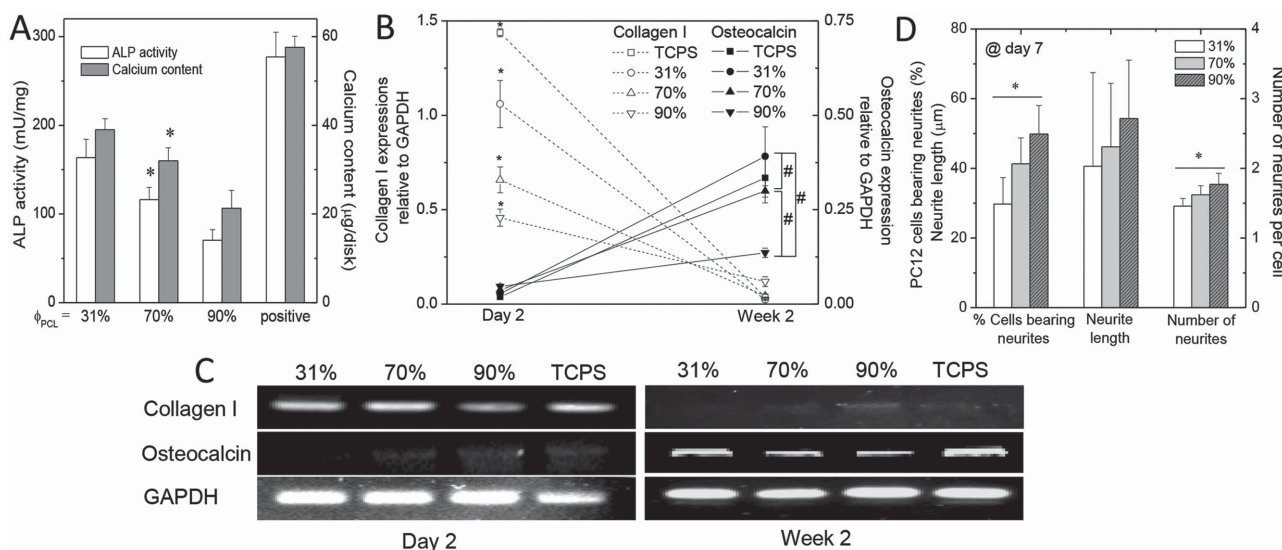 A
ALP activity (mU/mg)
300
200
100
0
ALP activity
Calcium content
* *
Calcium content (μg/disk)
60
40
20
0
ϕPCL = 31% 70% 90% positive
B
Collagen I expressions
relative to GAPDH
1.5
1.0
0.5
0.0
Collagen I Osteocalcin
TCPS TCPS
31% 31%
70% 70%
90% 90%
*
*
*
*
#
#
#
Osteocalcin expression
relative to GAPDH
0.75
0.50
0.25
0.00
Day 2 Week 2
D
@ day 7
PC12 cells bearing neurites (%)
Neurite length (μm)
80
60
40
20
0
31%
70%
90%
*
*
Number of neurites per cell
4
3
2
1
0
% Cells bearing neurites
Neurite length
Number of neurites
C
31% 70% 90% TCPS 31% 70% 90% TCPS
Collagen I
Osteocalcin
GAPDH
Day 2 Week 2